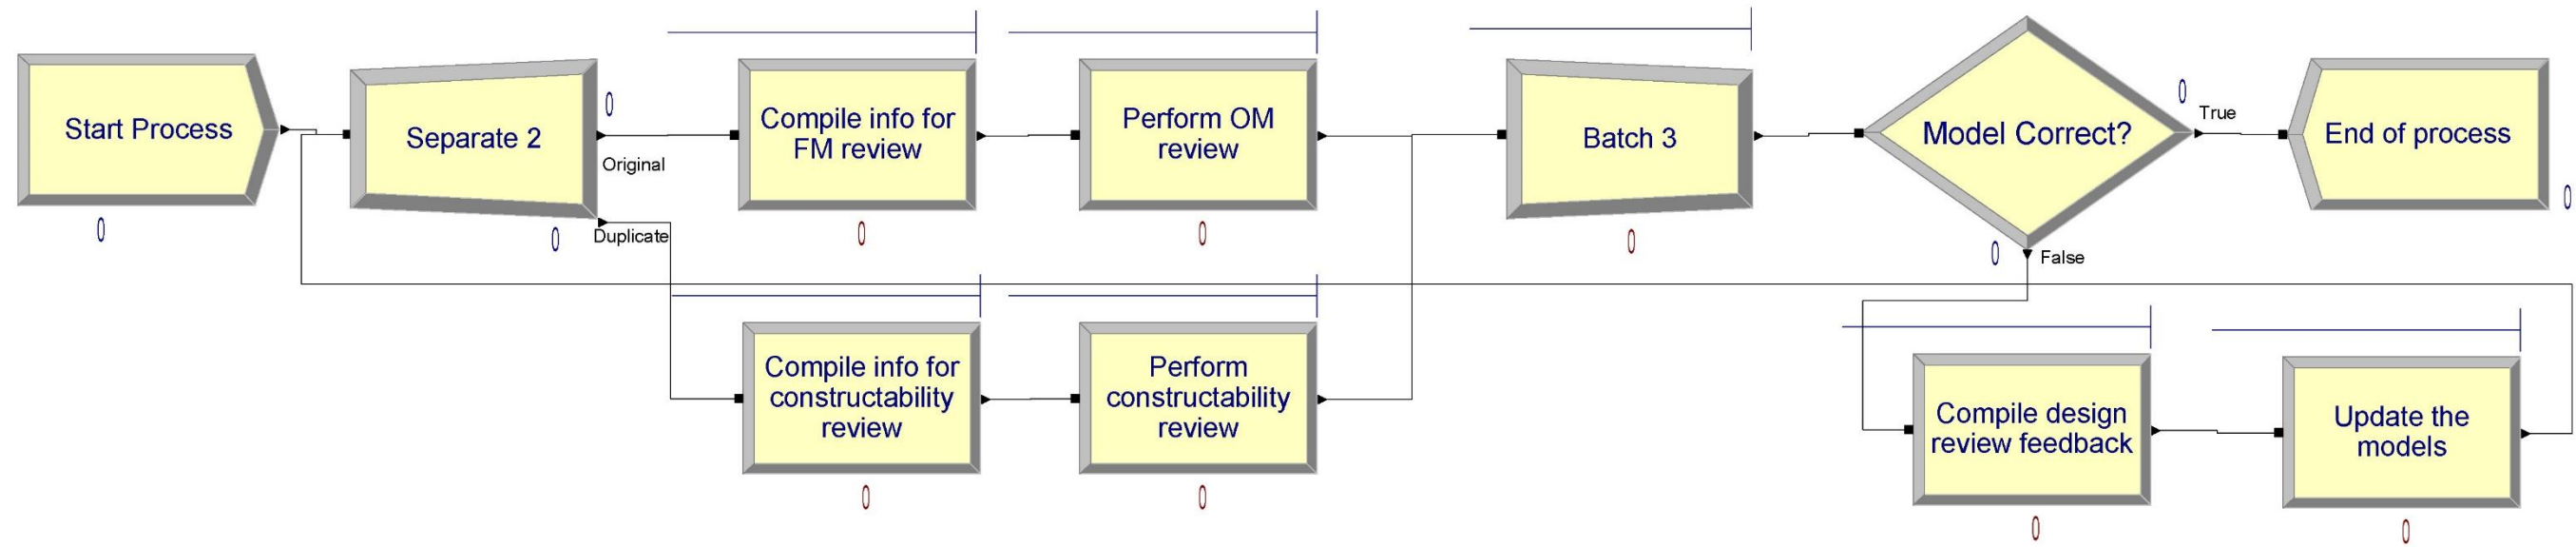 Start Process
0
Separate 2
0
Original
0
Duplicate
Compile info for
FM review
0
Perform OM
review
0
Compile info for
constructability
review
0
Perform
constructability
review
0
Batch 3
0
Model Correct?
0
True
0
False
End of process
0
Compile design
review feedback
0
Update the
models
0